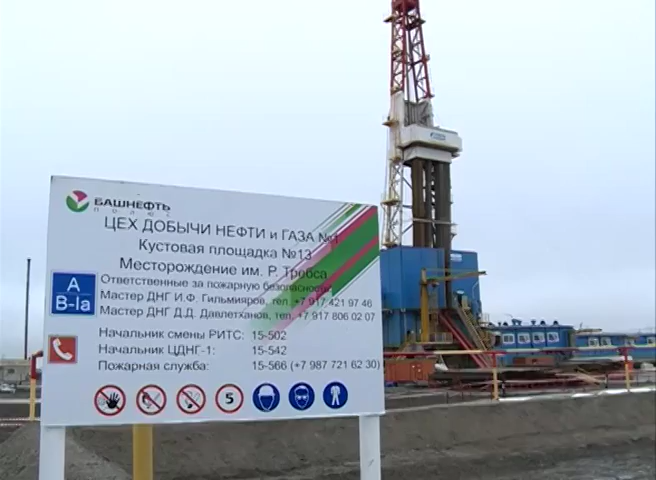 БАШНЕФТЬ
полюс
ЦЕХ ДОБЫЧИ НЕФТИ и ГАЗА №1
Кустовая площадка №13
Месторождение им. Р. Требса
А
В-Iа
Ответственные за пожарную безопасность:
Мастер ДНГ И.Ф. Гильмияров, тел. +7 917 421 97 46
Мастер ДНГ Д.Д. Давлетханов, тел. +7 917 806 02 07
Начальник смены РИТС: 15-502
Начальник ЦДНГ-1: 15-542
Пожарная служба: 15-566 (+7 987 721 62 30)
5